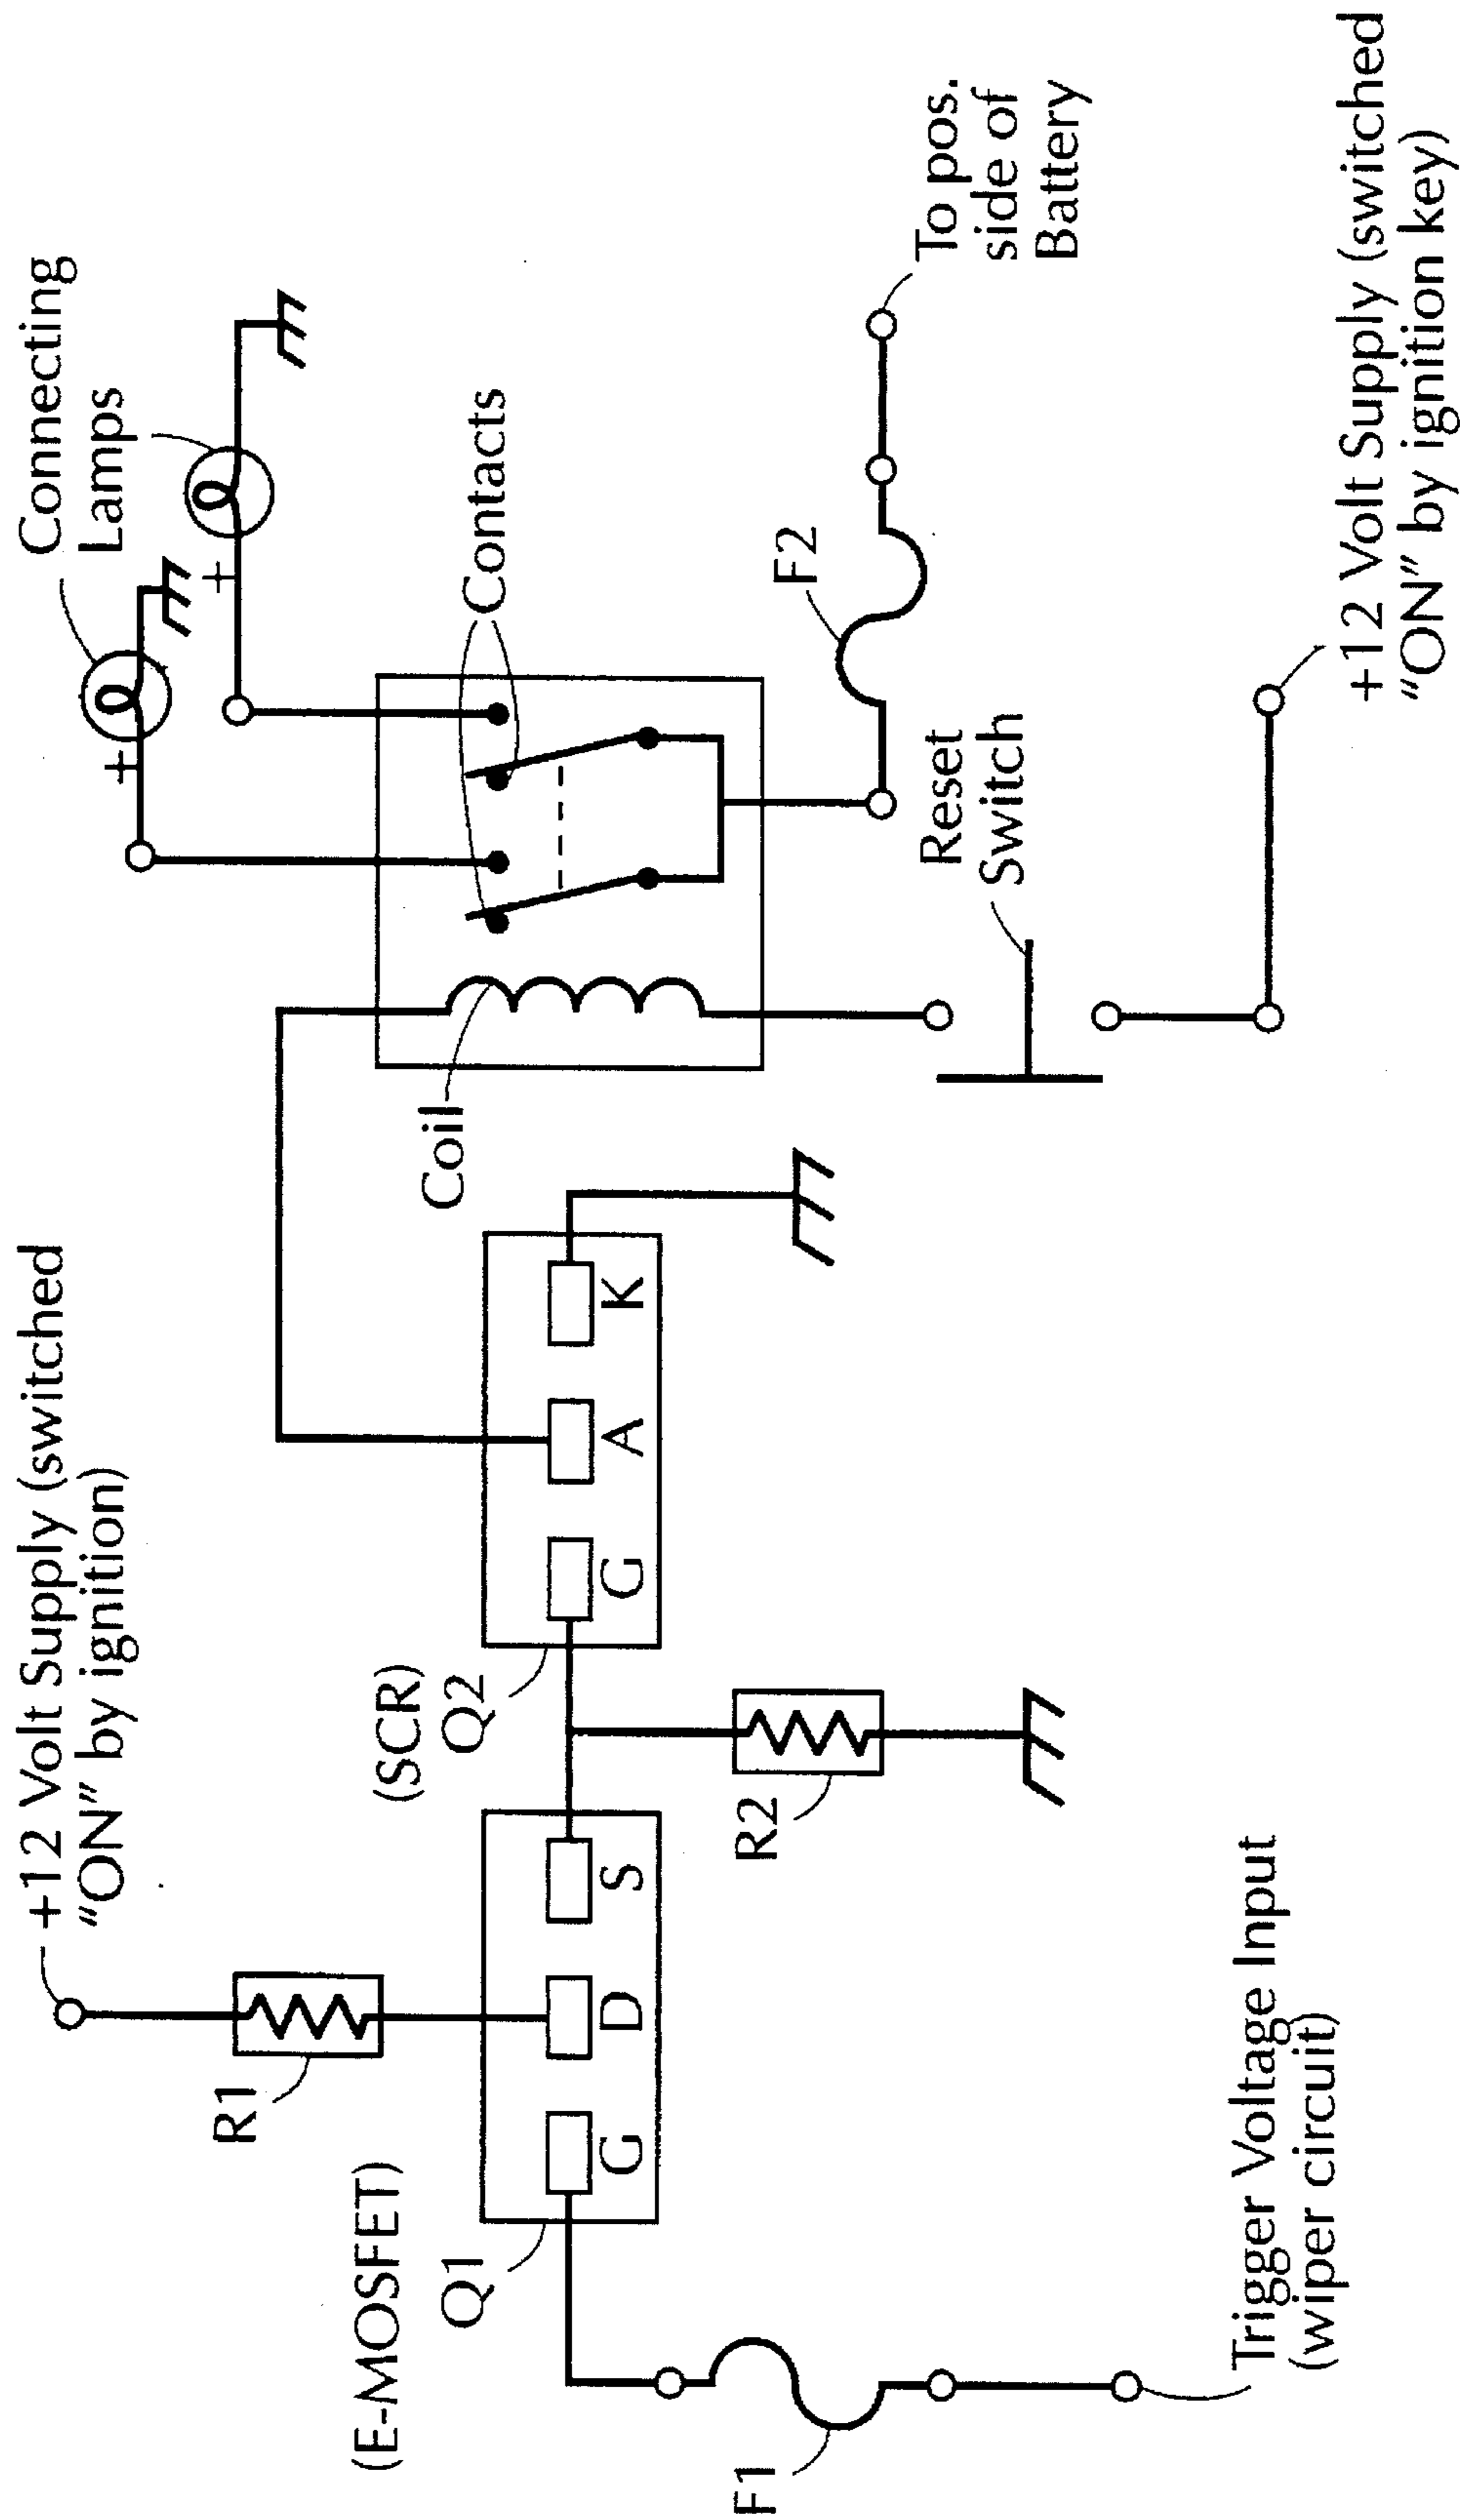 +12 Volt Supply (switched
“ON” by ignition)
Connecting
Lamps
R1
(SCR)
(E-MOSFET)
Q1
Q2
G
D
S
G
A
K
Coil
Contacts
F1
R2
F2
To pos.
side of
Battery
Reset
Switch
Trigger Voltage Input
(wiper circuit)
+12 Volt Supply (switched
“ON” by ignition key)
+
+